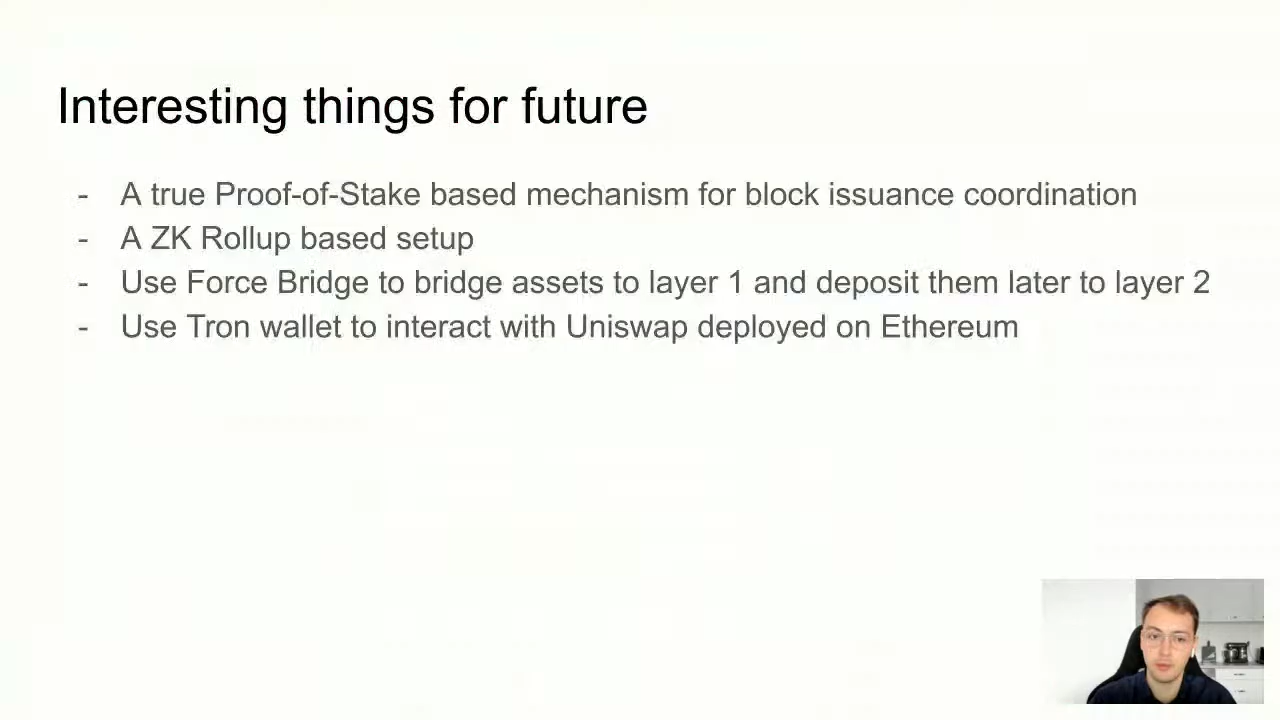 Interesting things for future
- A true Proof-of-Stake based mechanism for block issuance coordination
- A ZK Rollup based setup
- Use Force Bridge to bridge assets to layer 1 and deposit them later to layer 2
- Use Tron wallet to interact with Uniswap deployed on Ethereum